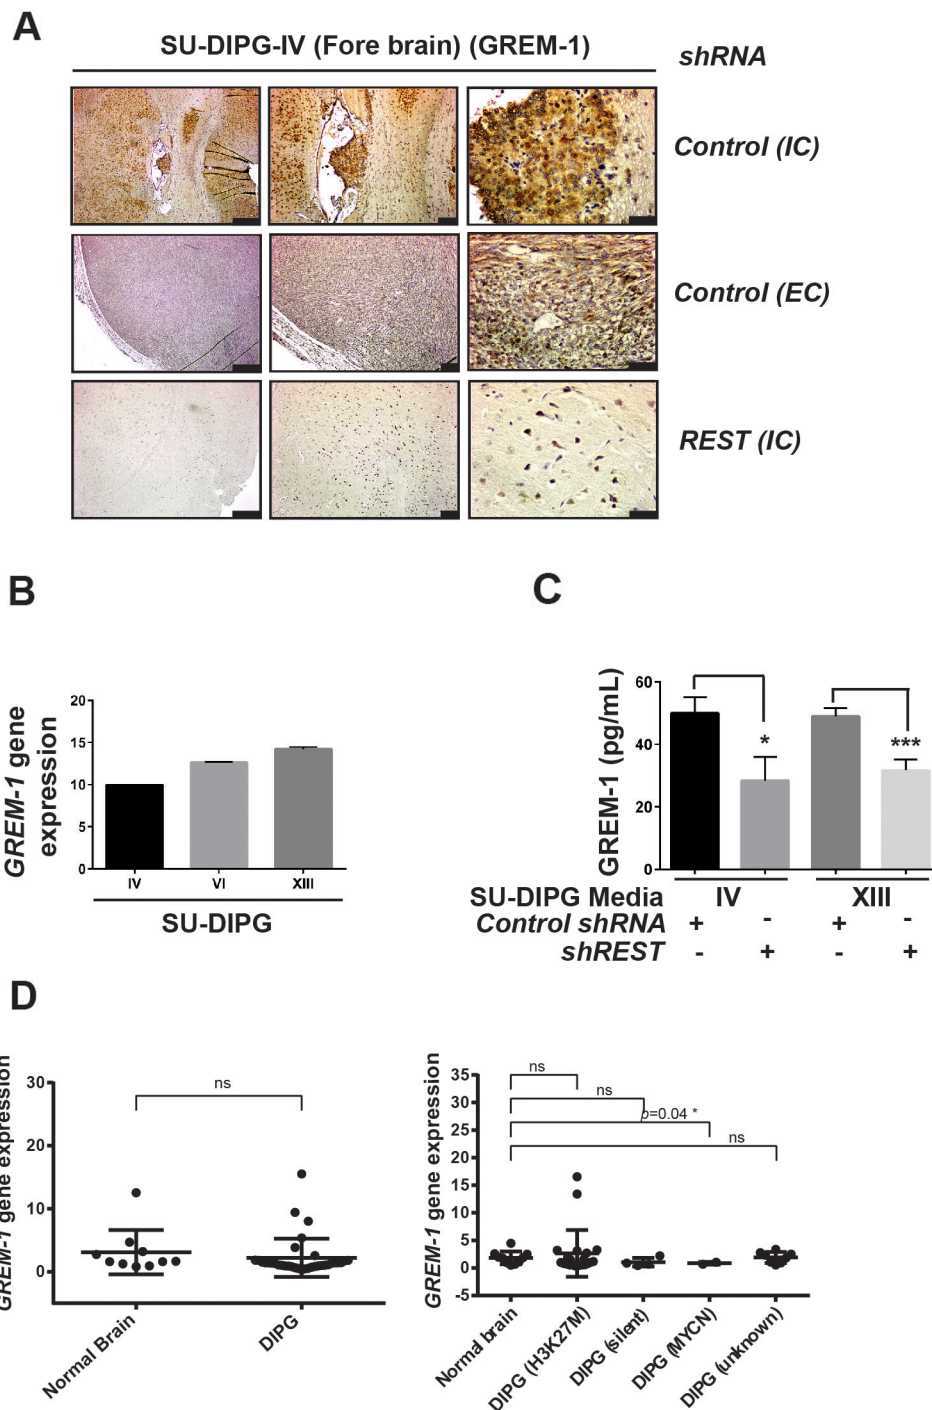 A
SU-DIPG-IV (Fore brain) (GREM-1)
shRNA
Control (IC)
Control (EC)
REST (IC)
B
GREM-1 gene
expression
20
15
10
5
0
IV VI XIII
SU-DIPG
C
GREM-1 (pg/mL)
60
40
20
0
*
***
SU-DIPG Media IV XIII
Control shRNA + - + -
shREST - + - +
D
GREM-1 gene expression
30
20
10
0
ns
Normal Brain
DIPG
GREM-1 gene expression
35
30
25
20
15
10
5
0
-5
ns
ns
p=0.04 *
ns
Normal brain
DIPG (H3K27M)
DIPG (silent)
DIPG (MYCN)
DIPG (unknown)